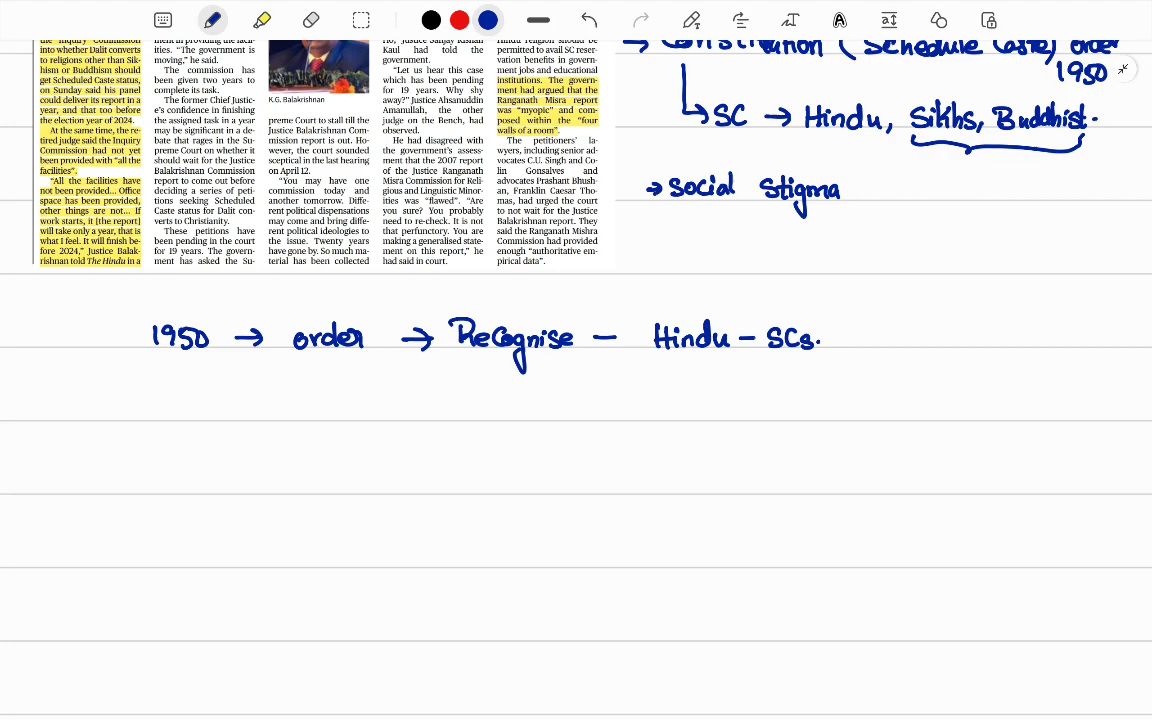 the Inquiry Commission
into whether Dalit converts
to religions other than Sik-
hism or Buddhism should
get Scheduled Caste status,
on Sunday said his panel
could deliver its report in a
year, and that too before
the election year of 2024.
At the same time, the re-
tired judge said the Inquiry
Commission had not yet
been provided with "all the
facilities".
"All the facilities have
not been provided... Office
space has been provided,
other things are not... If
work starts, it [the report]
will take only a year, that is
what I feel. It will finish be-
fore 2024," Justice Balak-
rishnan told The Hindu in a
ment in providing the facil-
ities. "The government is
moving," he said.
The commission has
been given two years to
complete its task.
The former Chief Justic-
e's confidence in finishing
the assigned task in a year
may be significant in a de-
bate that rages in the Su-
preme Court on whether it
should wait for the Justice
Balakrishnan Commission
report to come out before
deciding a series of peti-
tions seeking Scheduled
Caste status for Dalit con-
verts to Christianity.
These petitions have
been pending in the court
for 19 years. The govern-
ment has asked the Su-
K.G. Balakrishnan
preme Court to stall till the
Justice Balakrishnan Com-
mission report is out. Ho-
wever, the court sounded
sceptical in the last hearing
on April 12.
"You may have one
commission today and
another tomorrow. Diffe-
rent political dispensations
may come and bring diffe-
rent political ideologies to
the issue. Twenty years
have gone by. So much ma-
terial has been collected
Kaul had told the
government.
"Let us hear this case
which has been pending
for 19 years. Why shy
away?" Justice Ahsanuddin
Amanullah, the other
judge on the Bench, had
observed.
He had disagreed with
the government's assess-
ment that the 2007 report
of the Justice Ranganath
Misra Commission for Reli-
gious and Linguistic Minor-
ities was "flawed". "Are
you sure? You probably
need to re-check. It is not
that perfunctory. You are
making a generalised state-
ment on this report," he
had said in court.
Hindu religion should be
permitted to avail SC reser-
vation benefits in govern-
ment jobs and educational
institutions. The govern-
ment had argued that the
Ranganath Misra report
was "myopic" and com-
posed within the "four
walls of a room".
The petitioners' la-
wyers, including senior ad-
vocates C.U. Singh and Co-
lin Gonsalves and
advocates Prashant Bhush-
an, Franklin Caesar Tho-
mas, had urged the court
to not wait for the Justice
Balakrishnan report. They
said the Ranganath Mishra
Commission had provided
enough "authoritative em-
pirical data".
→ Constitution (Schedule Caste) order
1950
↳ SC → Hindu, Sikhs, Buddhist.
→ Social Stigma
1950 → order → Recognise – Hindu – SCs.